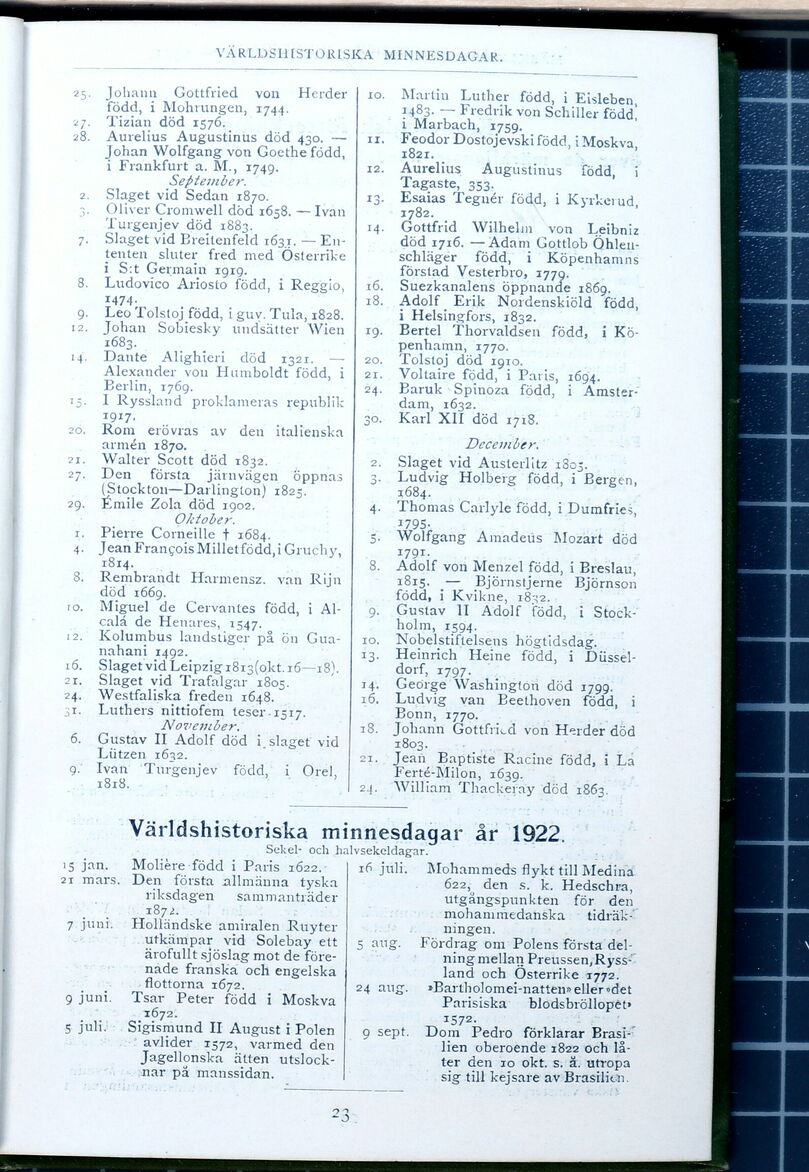 VÄRLDSHISTORISKA MINNESDAGAR.
25. Johann Gottfried von Herder
född, i Mohrungen, 1744.
27. Tizian död 1576.
28. Aurelius Augustinus död 430. —
Johan Wolfgang von Goethe född,
i Frankfurt a. M., 1749.
September.
2. Slaget vid Sedan 1870.
3. Oliver Cromwell död 1658. — Ivan
Turgenjev död 1883.
7. Slaget vid Breitenfeld 1631. — En-
tenten sluter fred med Österrike
i S:t Germain 1919.
8. Ludovico Ariosto född, i Reggio,
1474.
9. Leo Tolstoj född, i guv. Tula, 1828.
12. Johan Sobiesky undsätter Wien
1683.
14. Dante Alighieri död 1321. —
Alexander von Humboldt född, i
Berlin, 1769.
15. I Ryssland proklameras republik
1917.
20. Rom erövras av den italienska
armén 1870.
21. Walter Scott död 1832.
27. Den första järnvägen öppnas
(Stockton—Darlington) 1825.
29. Émile Zola död 1902.
Oktober.
1. Pierre Corneille † 1684.
4. Jean François Millet född, i Gruchy,
1814.
8. Rembrandt Harmensz. van Rijn
död 1669.
10. Miguel de Cervantes född, i Al-
calá de Henares, 1547.
12. Kolumbus landstiger på ön Gua-
nahani 1492.
16. Slaget vid Leipzig 1813 (okt. 16—18).
21. Slaget vid Trafalgar 1805.
24. Westfaliska freden 1648.
31. Luthers nittiofem teser 1517.
November.
6. Gustav II Adolf död i slaget vid
Lützen 1632.
9. Ivan Turgenjev född, i Orel,
1818.
10. Martin Luther född, i Eisleben,
1483. — Fredrik von Schiller född,
i Marbach, 1759.
11. Feodor Dostojevski född, i Moskva,
1821.
12. Aurelius Augustinus född, i
Tagaste, 353.
13. Esaias Tegnér född, i Kyrkerud,
1782.
14. Gottfrid Wilhelm von Leibniz
död 1716. — Adam Gottlob Öhlen-
schläger född, i Köpenhamns
förstad Vesterbro, 1779.
16. Suezkanalens öppnande 1869.
18. Adolf Erik Nordenskiöld född,
i Helsingfors, 1832.
19. Bertel Thorvaldsen född, i Kö-
penhamn, 1770.
20. Tolstoj död 1910.
21. Voltaire född, i Paris, 1694.
24. Baruk Spinoza född, i Amster-
dam, 1632.
30. Karl XII död 1718.
December.
2. Slaget vid Austerlitz 1805.
3. Ludvig Holberg född, i Bergen,
1684.
4. Thomas Carlyle född, i Dumfries,
1795.
5. Wolfgang Amadeus Mozart död
1791.
8. Adolf von Menzel född, i Breslau,
1815. — Björnstjerne Björnson
född, i Kvikne, 1832.
9. Gustav II Adolf född, i Stock-
holm, 1594.
10. Nobelstiftelsens högtidsdag.
13. Heinrich Heine född, i Düssel-
dorf, 1797.
14. George Washington död 1799.
16. Ludvig van Beethoven född, i
Bonn, 1770.
18. Johann Gottfried von Herder död
1803.
21. Jean Baptiste Racine född, i La
Ferté-Milon, 1639.
24. William Thackeray död 1863.
Världshistoriska minnesdagar år 1922.
Sekel- och halvsekeldagar.
15 jan. Molière född i Paris 1622.
21 mars. Den första allmänna tyska
riksdagen sammanträder
1872.
7 juni. Holländske amiralen Ruyter
utkämpar vid Solebay ett
ärofullt sjöslag mot de före-
nade franska och engelska
flottorna 1672.
9 juni. Tsar Peter född i Moskva
1672.
5 juli. Sigismund II August i Polen
avlider 1572, varmed den
Jagellonska ätten utslock-
nar på manssidan.
16 juli. Mohammeds flykt till Medina
622, den s. k. Hedschra,
utgångspunkten för den
mohammedanska tidräk-
ningen.
5 aug. Fördrag om Polens första del-
ning mellan Preussen, Ryss-
land och Österrike 1772.
24 aug. »Bartholomei-natten» eller »det
Parisiska blodsbröllopet»
1572.
9 sept. Dom Pedro förklarar Brasi-
lien oberoende 1822 och lå-
ter den 10 okt. s. å. utropa
sig till kejsare av Brasilien.
23